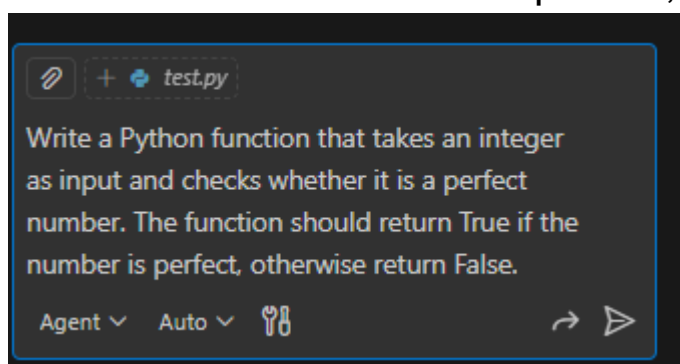 + test.py
Write a Python function that takes an integer
as input and checks whether it is a perfect
number. The function should return True if the
number is perfect, otherwise return False.
Agent Auto